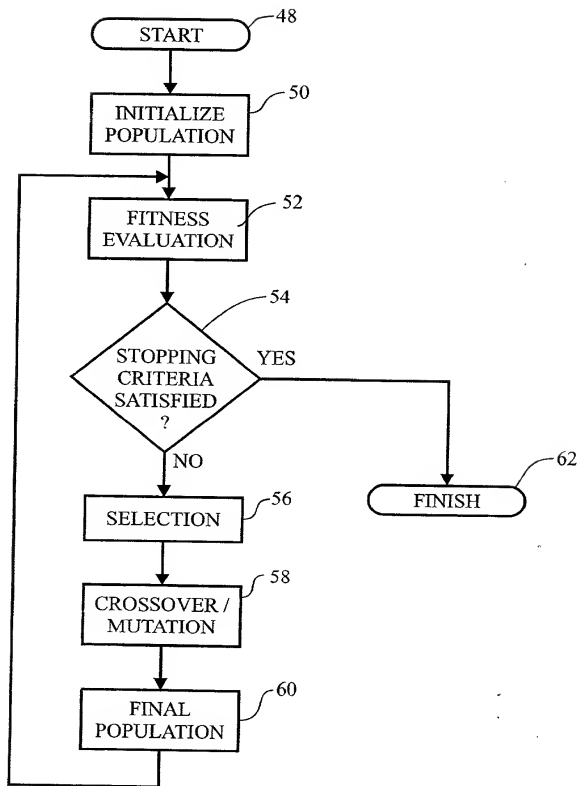 START
48
INITIALIZE
POPULATION
50
FITNESS
EVALUATION
52
54
STOPPING
CRITERIA
SATISFIED
?
YES
NO
62
FINISH
SELECTION
56
CROSSOVER /
MUTATION
58
FINAL
POPULATION
60